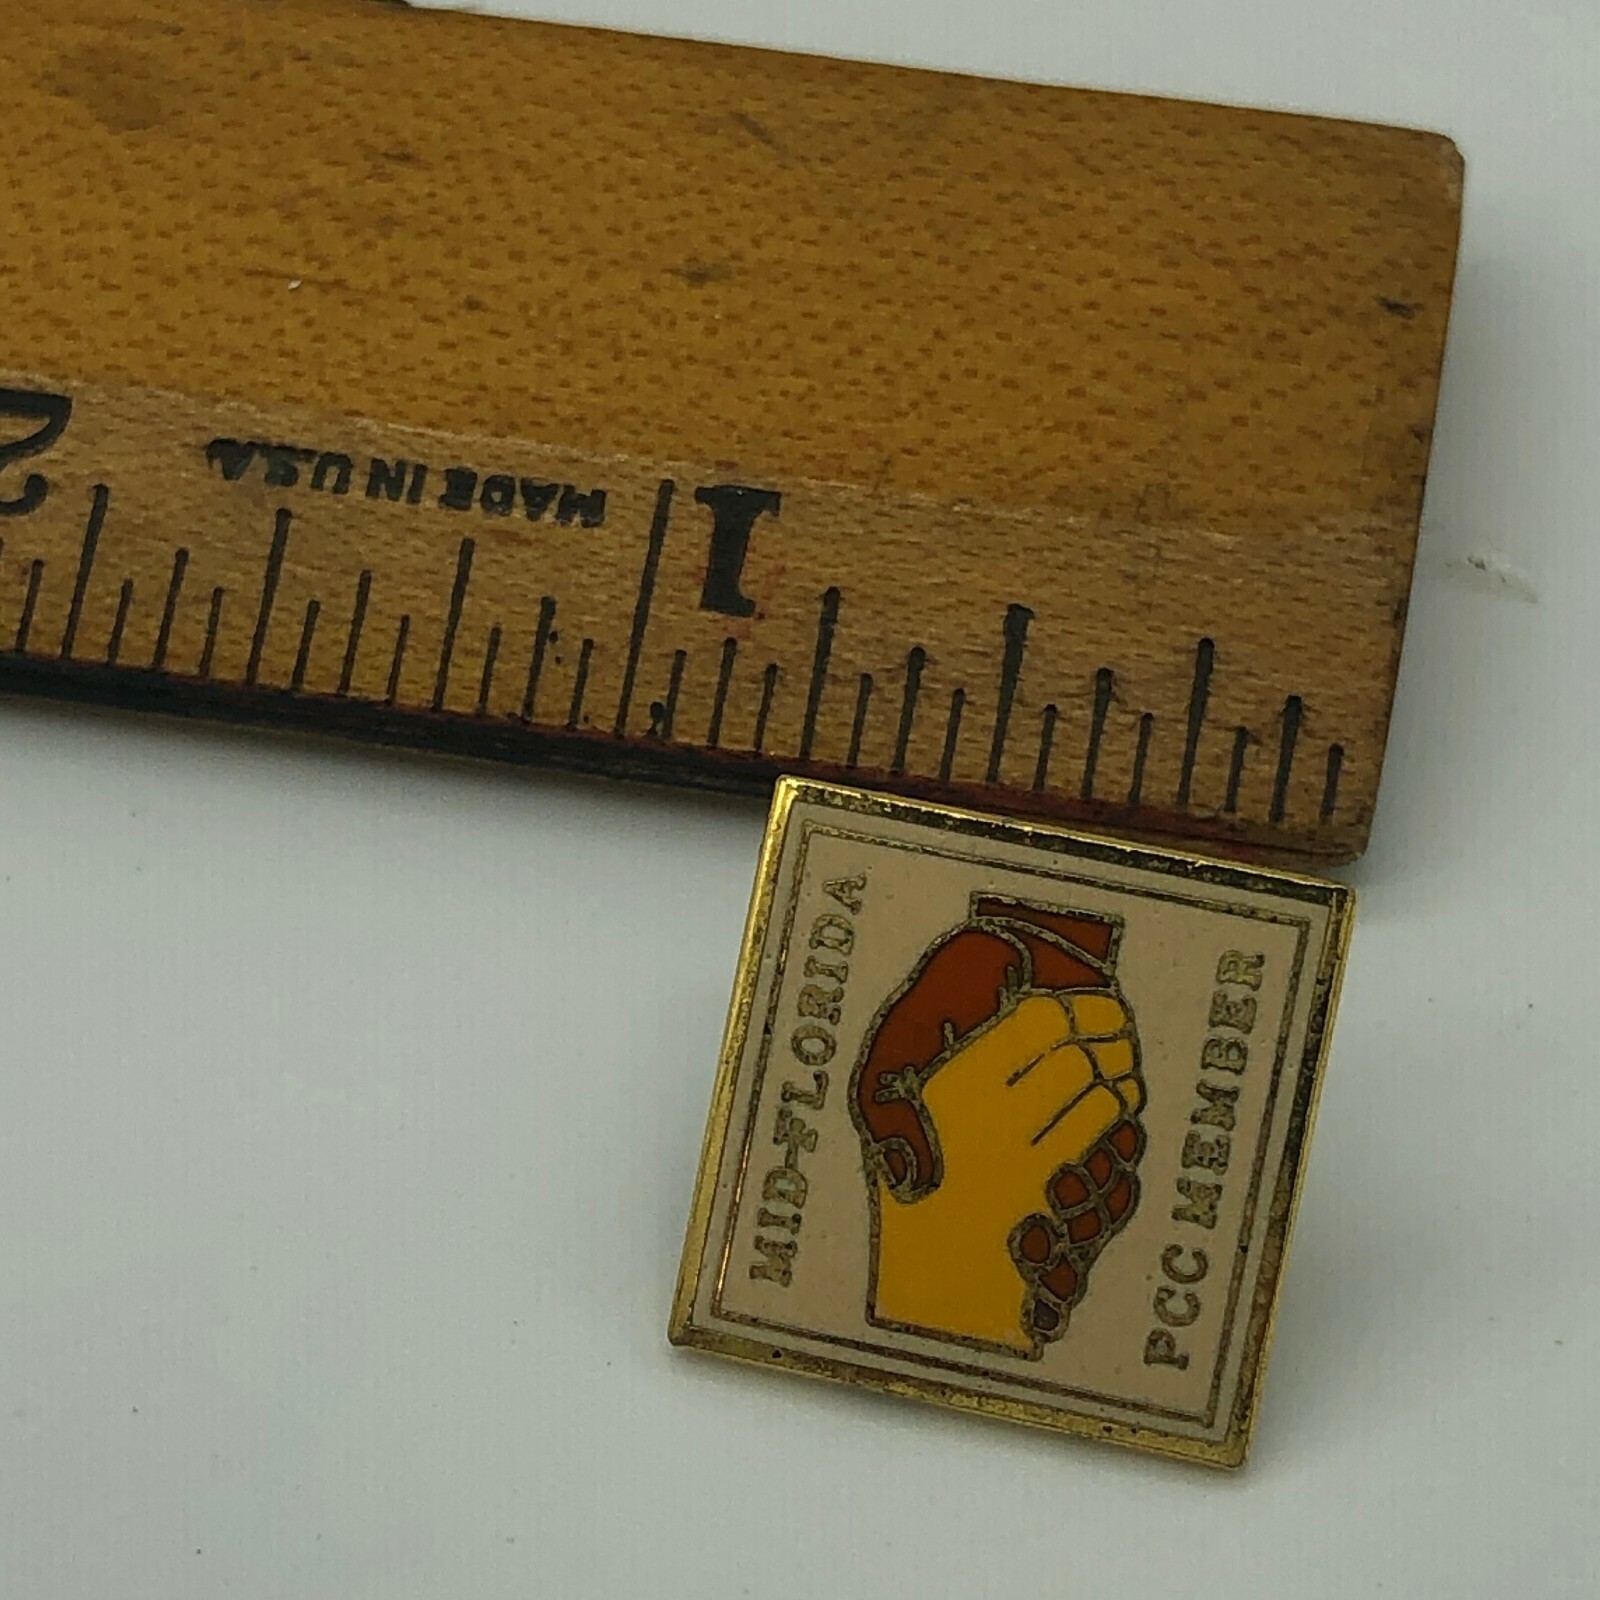 2
MADE IN U.S.A.
1
MID-FLORIDA
PCC MEMBER